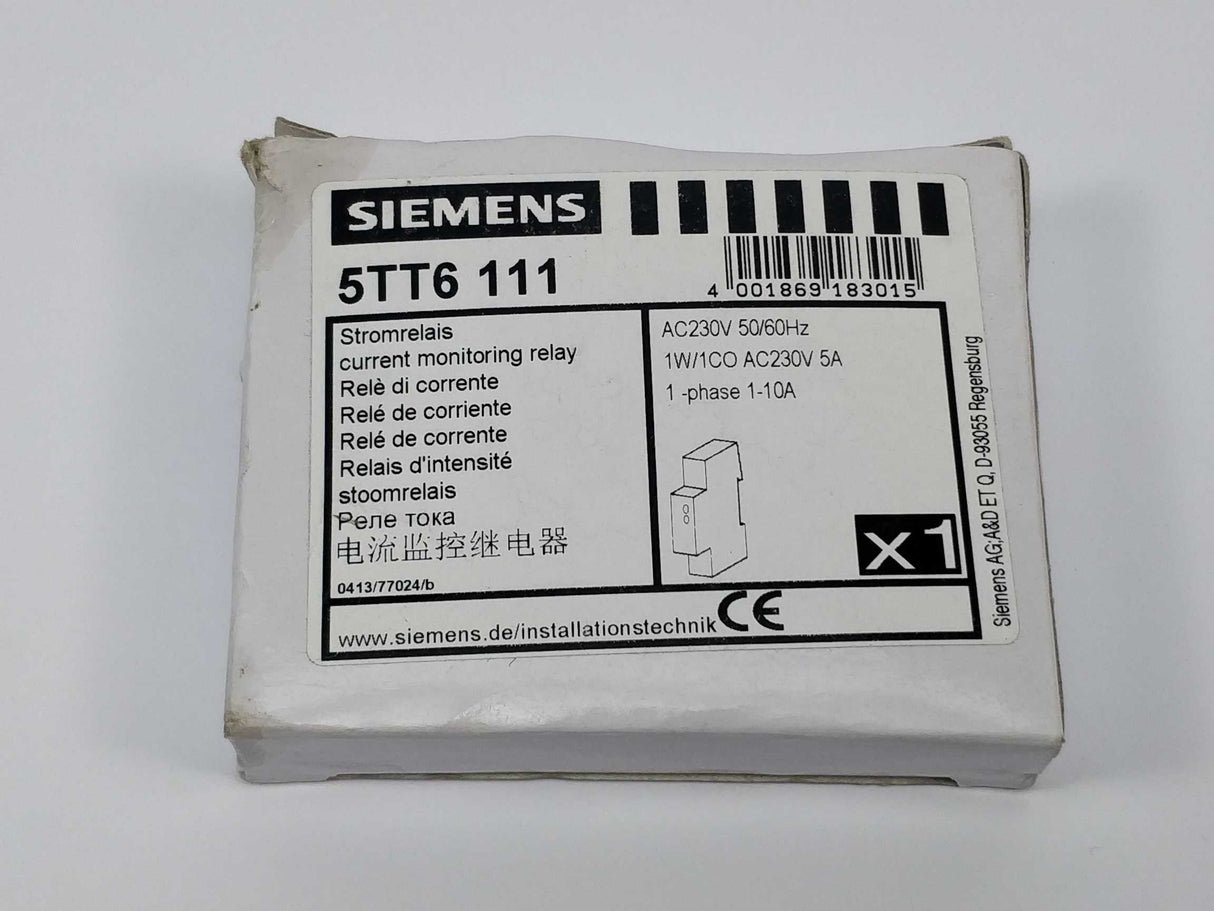 SIEMENS
5TT6 111
4 001869 183015
Stromrelais
current monitoring relay
Relè di corrente
Relé de corriente
Relé de corrente
Relais d'intensité
stoomrelais
Реле тока
电流监控继电器
0413/77024/b
AC230V 50/60Hz
1W/1CO AC230V 5A
1 -phase 1-10A
x1
www.siemens.de/installationstechnik CE
Siemens AG;A&D ET Q, D-93055 Regensburg